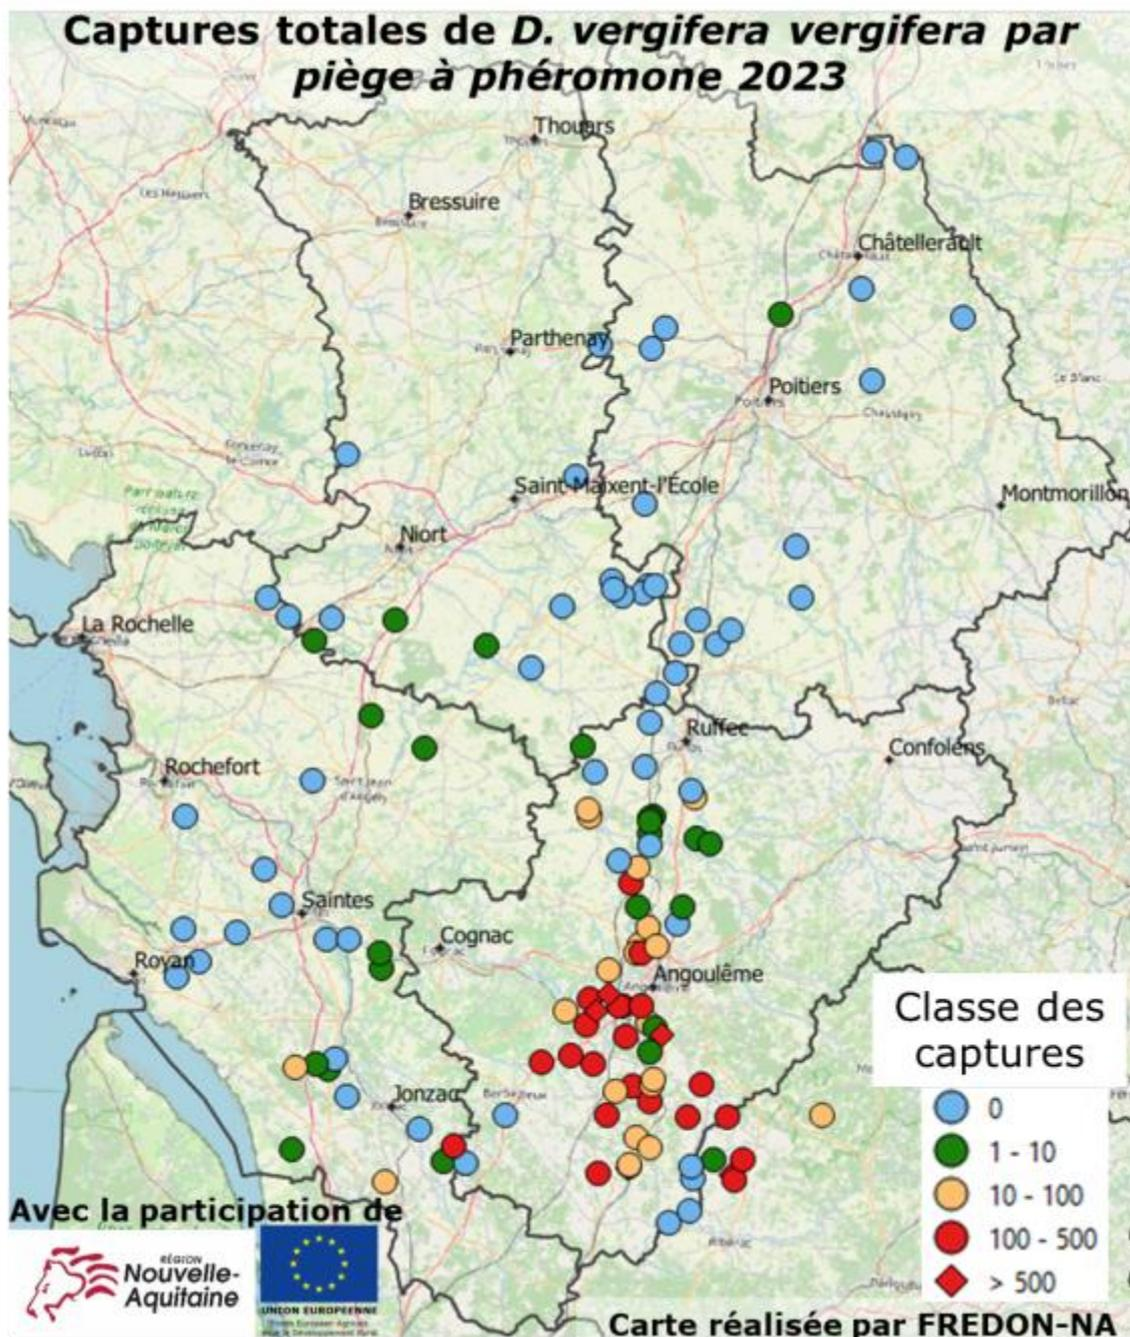 Captures totales de D. vergifera vergifera par
piège à phéromone 2023
Thouars
Bressuire
Châtellerault
Parthenay
Poitiers
Saint-Maixent-l'École
Montmorillon
Niort
La Rochelle
Ruffec
Confolens
Rochefort
Saintes
Cognac
Royan
Angoulême
Jonzac
Classe des
captures
0
1 - 10
10 - 100
100 - 500
> 500
Avec la participation de
RÉGION
Nouvelle-
Aquitaine
UNION EUROPEENNE
Carte réalisée par FREDON-NA